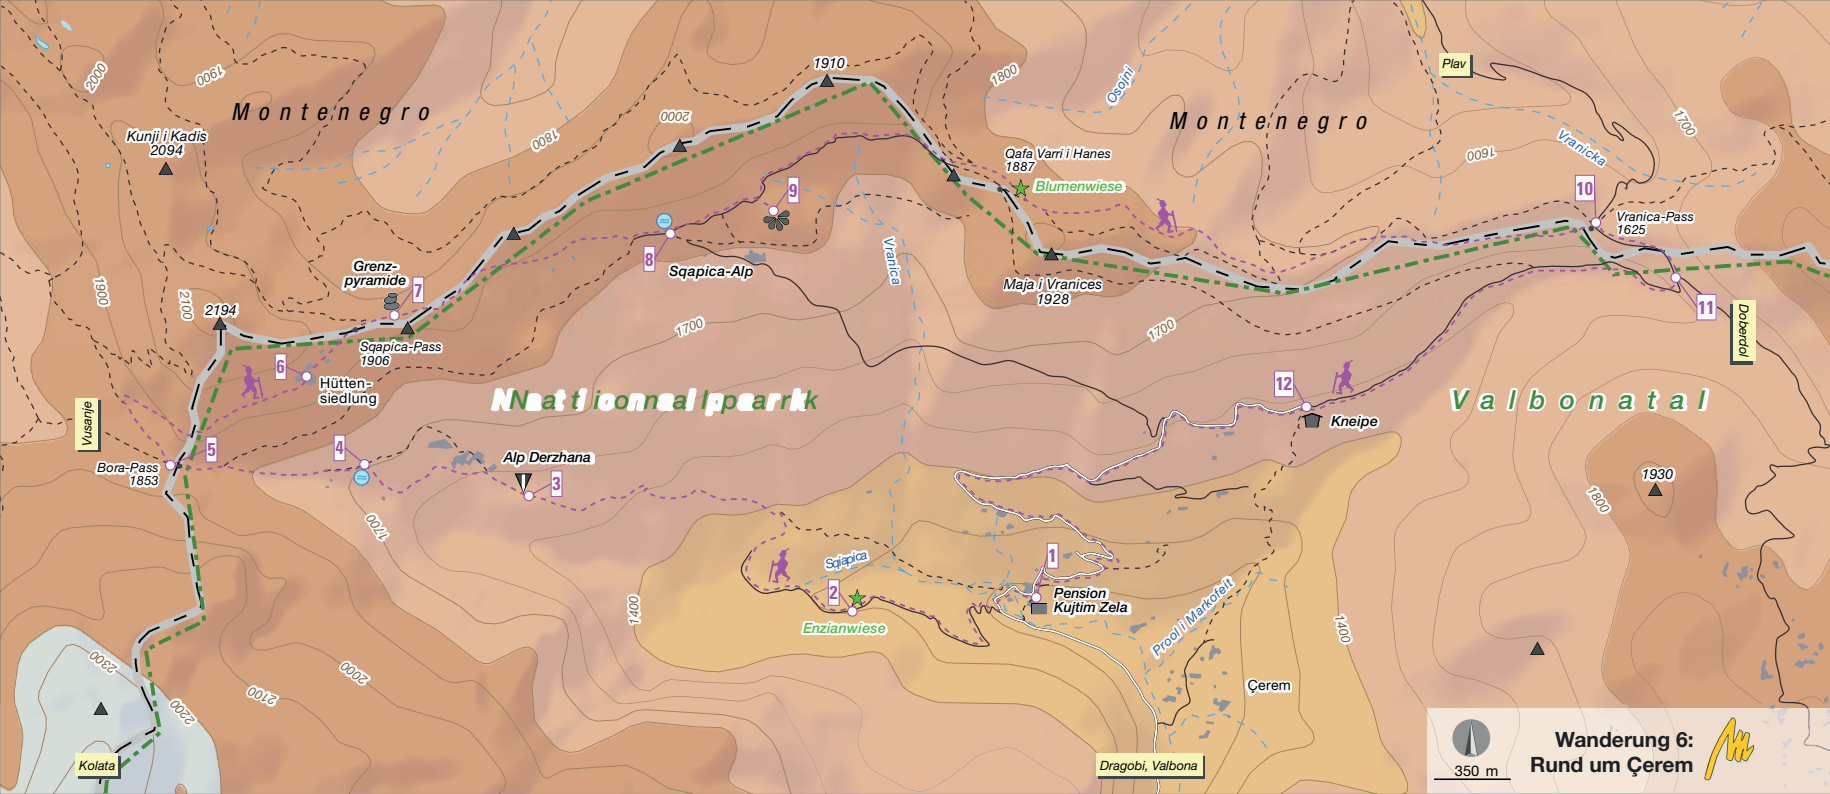 1910
Montenegro
Kunji i Kadis
2094
2000
1900
1800
2000
1800
Osojni
Plav
Montenegro
1700
1600
Vranicka
Qafa Varri i Hanes
1887
Blumenwiese
9
10
Vranica-Pass
1625
8
Sqapica-Alp
Vranica
Grenz-
pyramide
7
1900
2100
2194
Maja i Vranices
1928
11
Doberdol
Sqapica-Pass
1906
6
Hütten-
siedlung
1700
1700
12
Kneipe
Nationalpark
Valbonatal
Vusanje
5
4
Bora-Pass
1853
Alp Derzhana
3
1930
1800
1700
1
Sqiapica
2
Enzianwiese
Pension
Kujtim Zela
1400
Prool i Markofeit
1400
Çerem
2300
2000
2100
2200
Kolata
Dragobi, Valbona
350 m
Wanderung 6:
Rund um Çerem